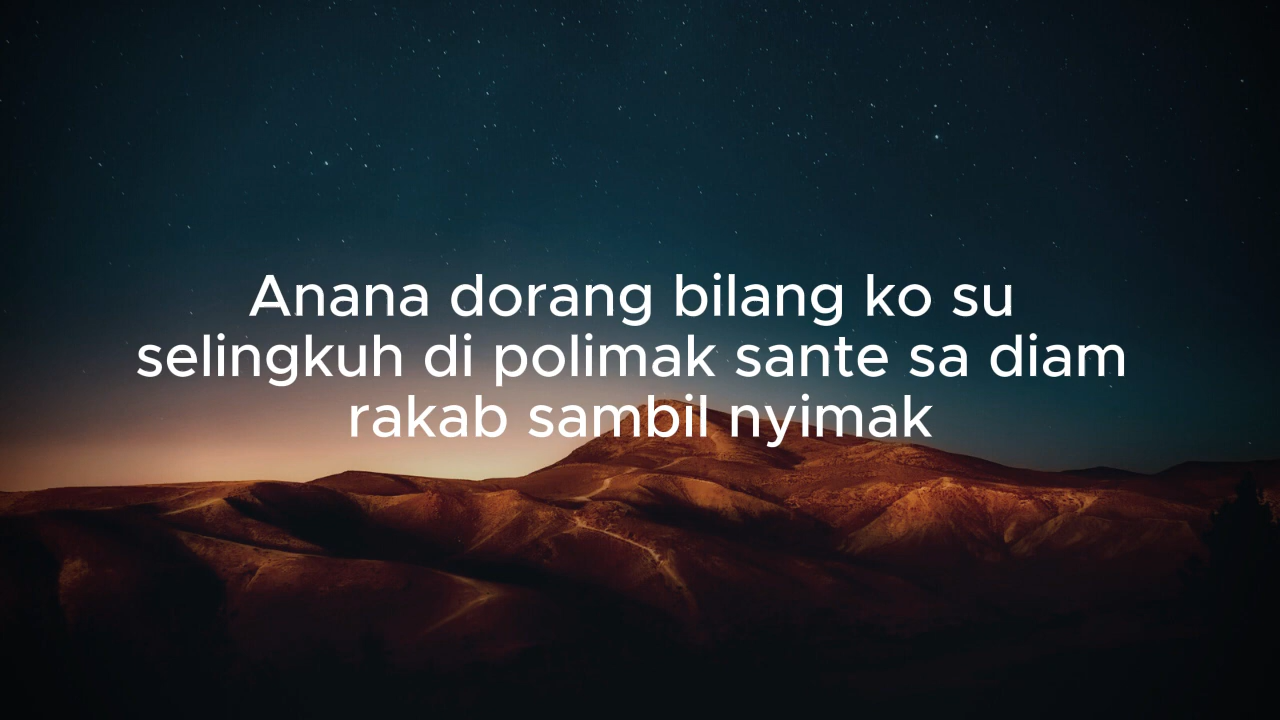 Anana dorang bilang ko su
selingkuh di polimak sante sa diam
rakab sambil nyimak